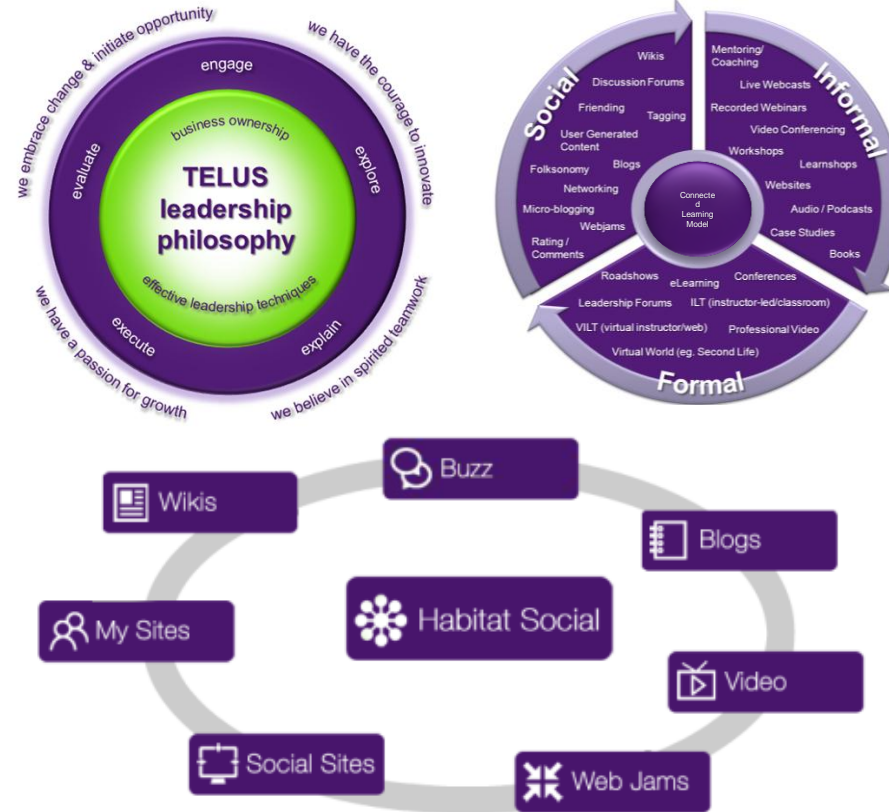 we embrace change & initiate opportunity
we have the courage to innovate
engage
evaluate
explore
business ownership
TELUS
leadership
philosophy
effective leadership techniques
execute
explain
we have a passion for growth
we believe in spirited teamwork
Social
Wikis
Discussion Forums
Friending
Tagging
User Generated
Content
Blogs
Folksonomy
Networking
Micro-blogging
Webjams
Rating /
Comments
Informal
Mentoring/
Coaching
Live Webcasts
Recorded Webinars
Video Conferencing
Workshops
Learnshops
Websites
Audio / Podcasts
Case Studies
Books
Connecte
d
Learning
Model
Roadshows
eLearning
Conferences
Leadership Forums
ILT (instructor-led/classroom)
VILT (virtual instructor/web)
Professional Video
Virtual World (eg. Second Life)
Formal
Buzz
Wikis
Blogs
Habitat Social
My Sites
Video
Social Sites
Web Jams